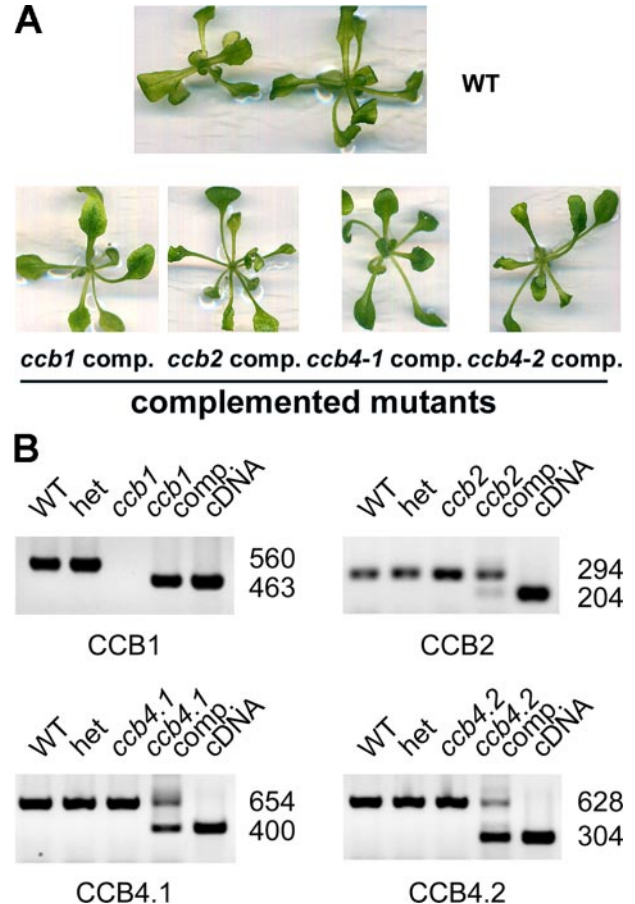 A
WT
ccb1 comp. ccb2 comp. ccb4-1 comp. ccb4-2 comp.
complemented mutants
B
WT het ccb1 ccb1 comp. cDNA
560
463
CCB1
WT het ccb2 ccb2 comp. cDNA
294
204
CCB2
WT het ccb4.1 ccb4.1 comp. cDNA
654
400
CCB4.1
WT het ccb4.2 ccb4.2 comp. cDNA
628
304
CCB4.2